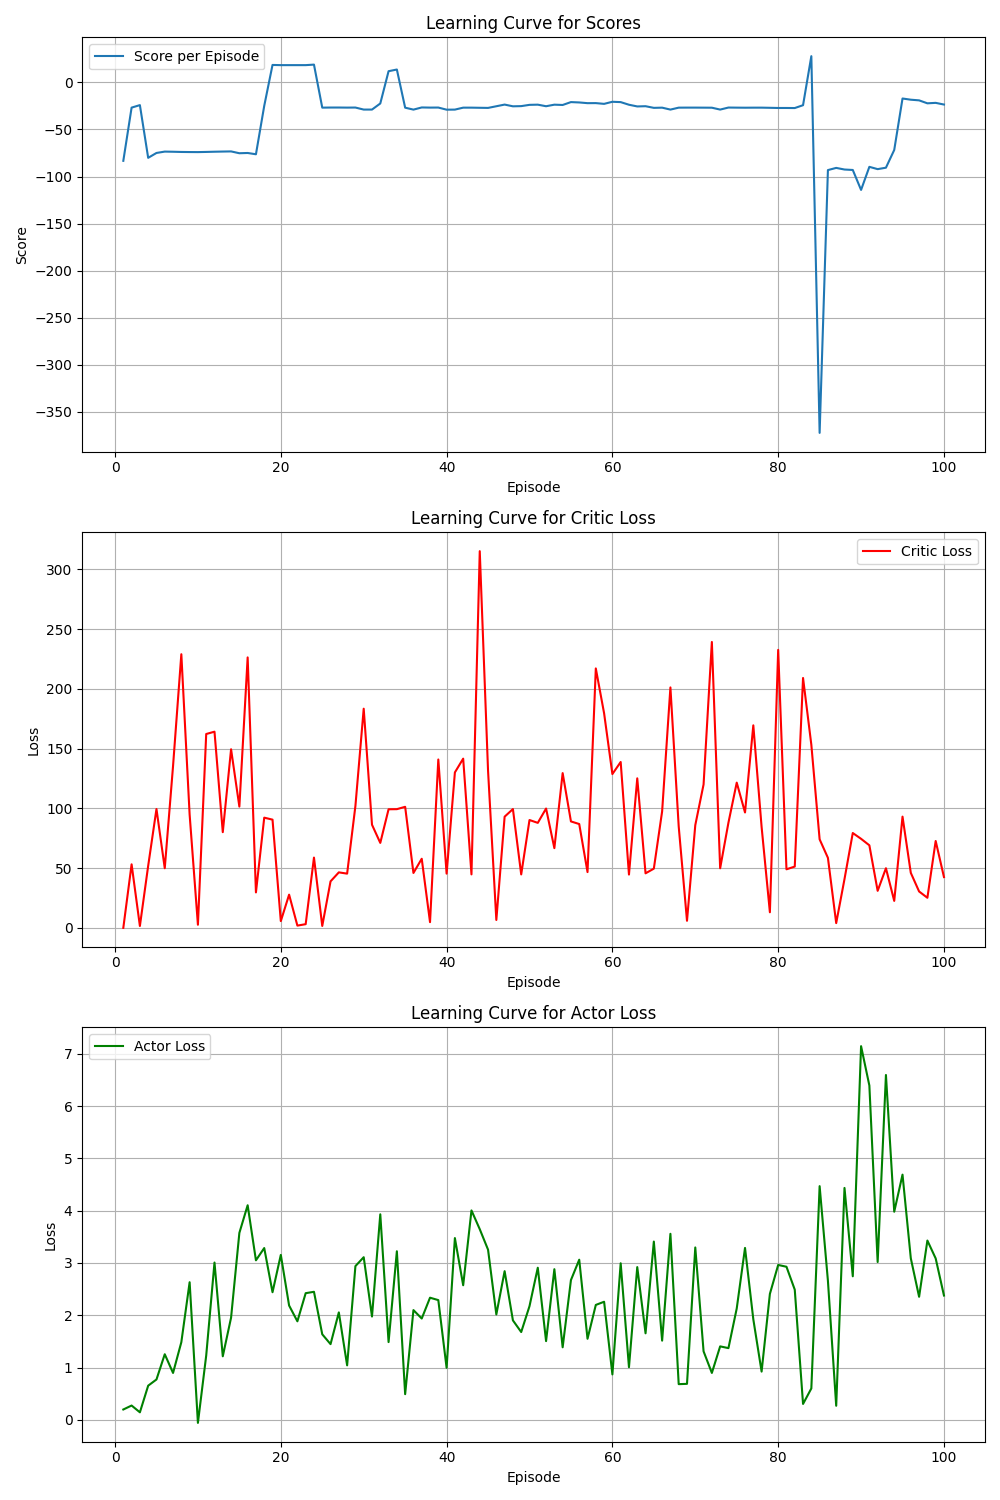 Learning Curve for Scores
Score per Episode
0
−50
−100
−150
−200
−250
−300
−350
Score
0 20 40 60 80 100
Episode
Learning Curve for Critic Loss
Critic Loss
300
250
200
150
100
50
0
Loss
0 20 40 60 80 100
Episode
Learning Curve for Actor Loss
Actor Loss
7
6
5
4
3
2
1
0
Loss
0 20 40 60 80 100
Episode